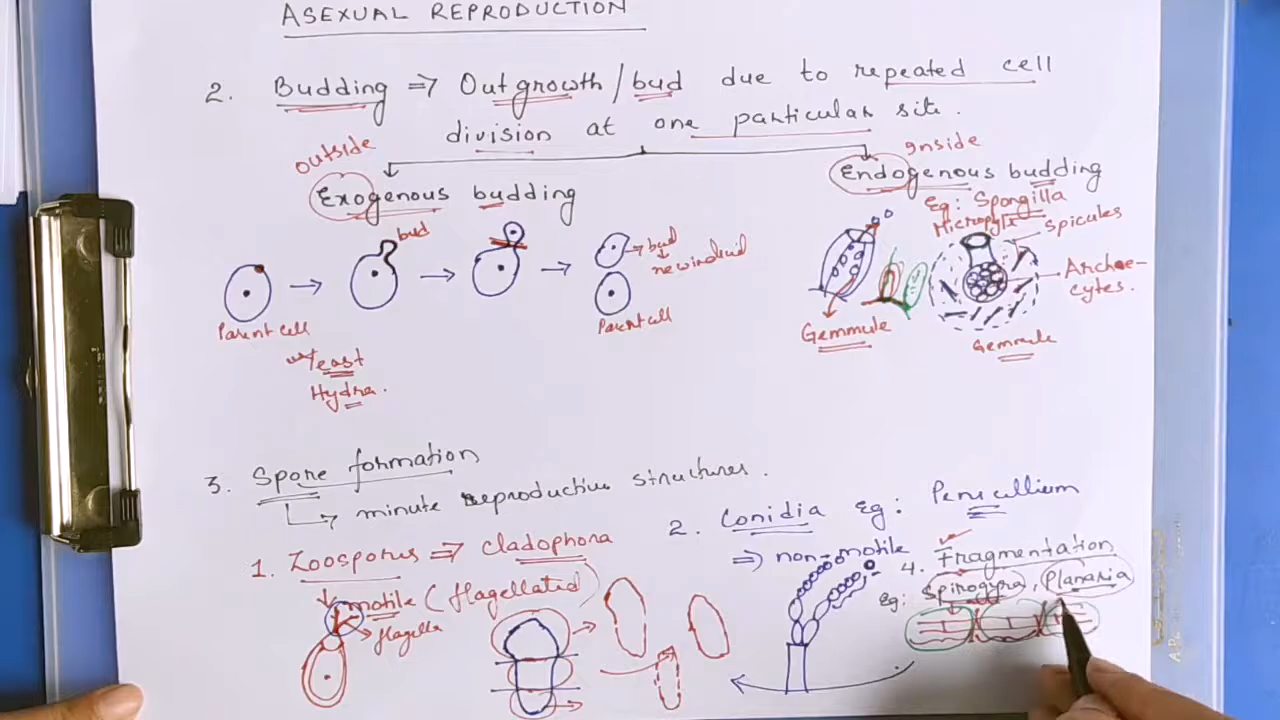 ASEXUAL REPRODUCTION
2. Budding ⇒ Outgrowth/bud due to repeated cell
division at one particular site.
outside
Inside
Exogenous budding
Endogenous budding
Eg: Spongilla
Micropyle
Spicules
bud
bud
new individ
Archaeo-
cytes.
Parent cell
Parent cell
Gemmule
Gemmule
Yeast
Hydra.
3. Spore formation
minute reproductive structures.
2. Conidia Eg: Penicillium
⇒ non-motile
1. Zoospores ⇒ cladophora
motile (flagellated)
flagella
4. Fragmentation
Eg: Spirogyra, Planaria